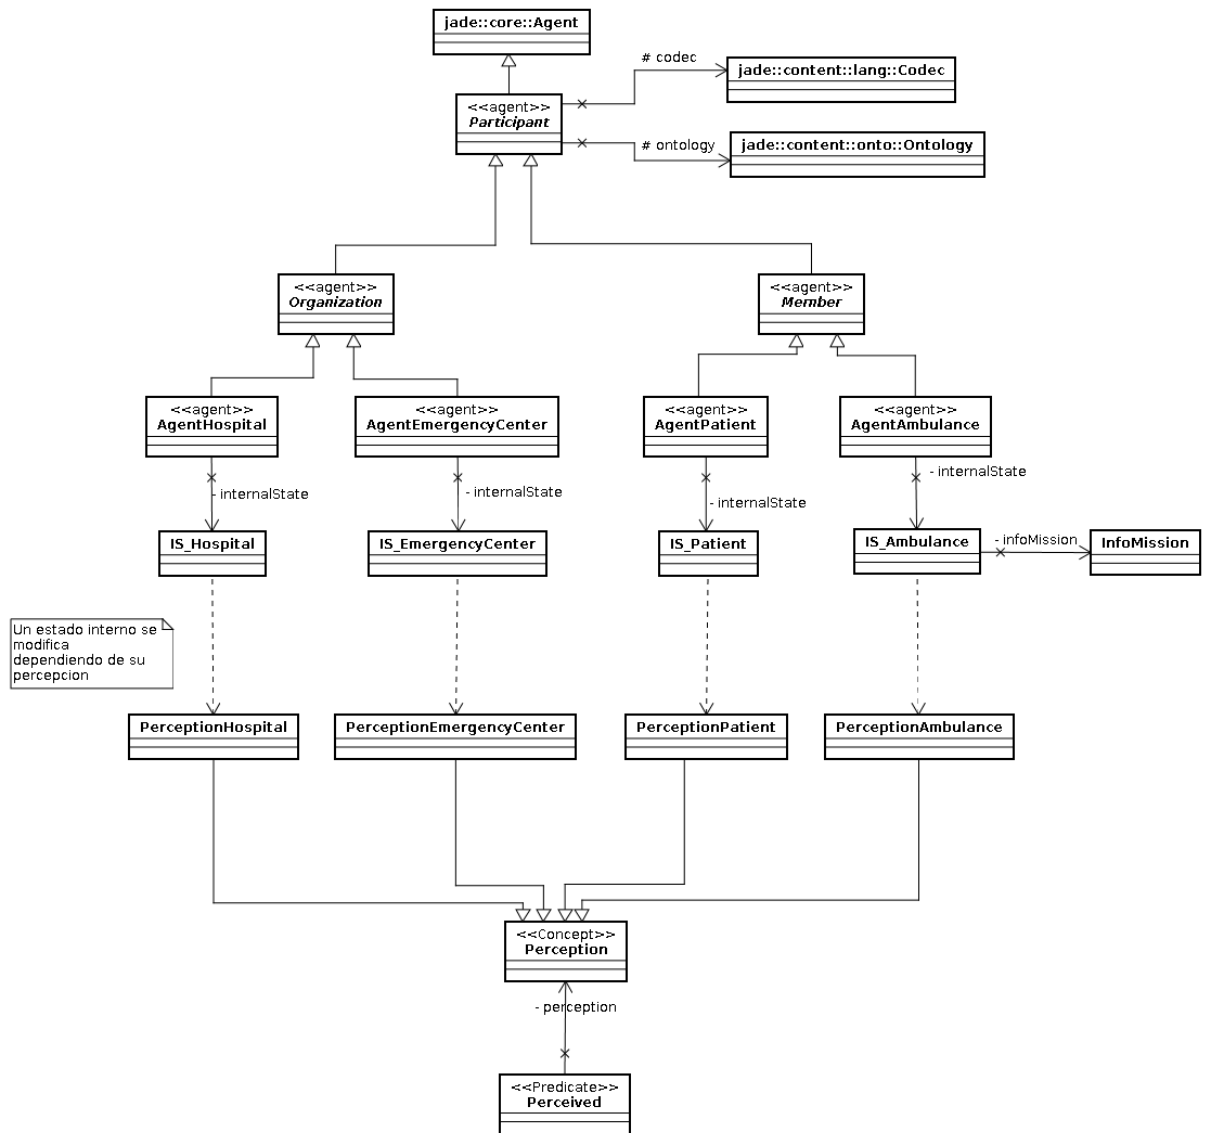 jade::core::Agent
# codec
jade::content::lang::Codec
<<agent>>
Participant
# ontology
jade::content::onto::Ontology
<<agent>>
Organization
<<agent>>
Member
<<agent>>
AgentHospital
<<agent>>
AgentEmergencyCenter
<<agent>>
AgentPatient
<<agent>>
AgentAmbulance
- internalState
- internalState
- internalState
- internalState
IS_Hospital
IS_EmergencyCenter
IS_Patient
IS_Ambulance
- infoMission
InfoMission
Un estado interno se
modifica
dependiendo de su
percepcion
PerceptionHospital
PerceptionEmergencyCenter
PerceptionPatient
PerceptionAmbulance
<<Concept>>
Perception
- perception
<<Predicate>>
Perceived